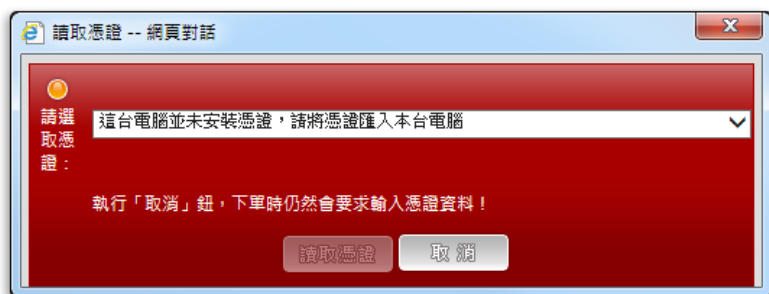 讀取憑證 -- 網頁對話
請選
取憑
證：
這台電腦並未安裝憑證，請將憑證匯入本台電腦
執行「取消」鈕，下單時仍然會要求輸入憑證資料！
讀取憑證
取 消